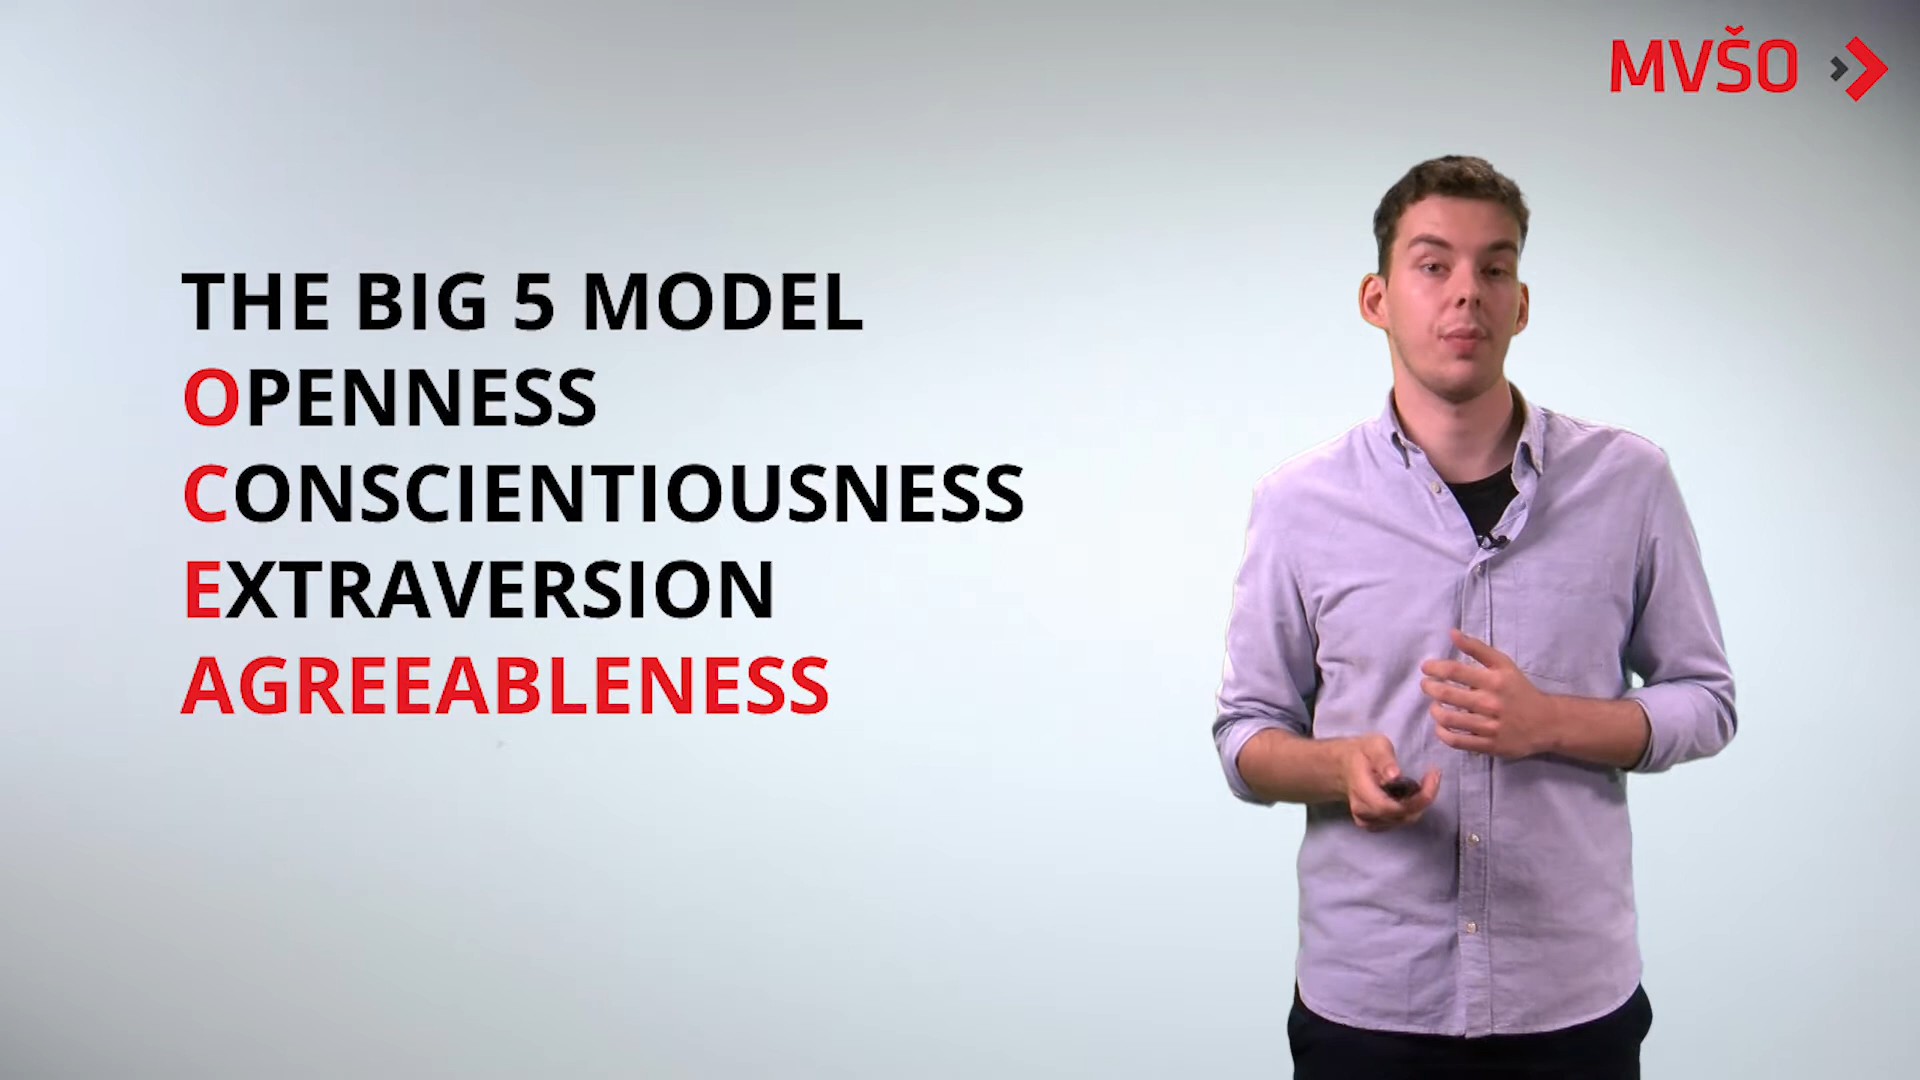 MVŠO
THE BIG 5 MODEL
OPENNESS
CONSCIENTIOUSNESS
EXTRAVERSION
AGREEABLENESS